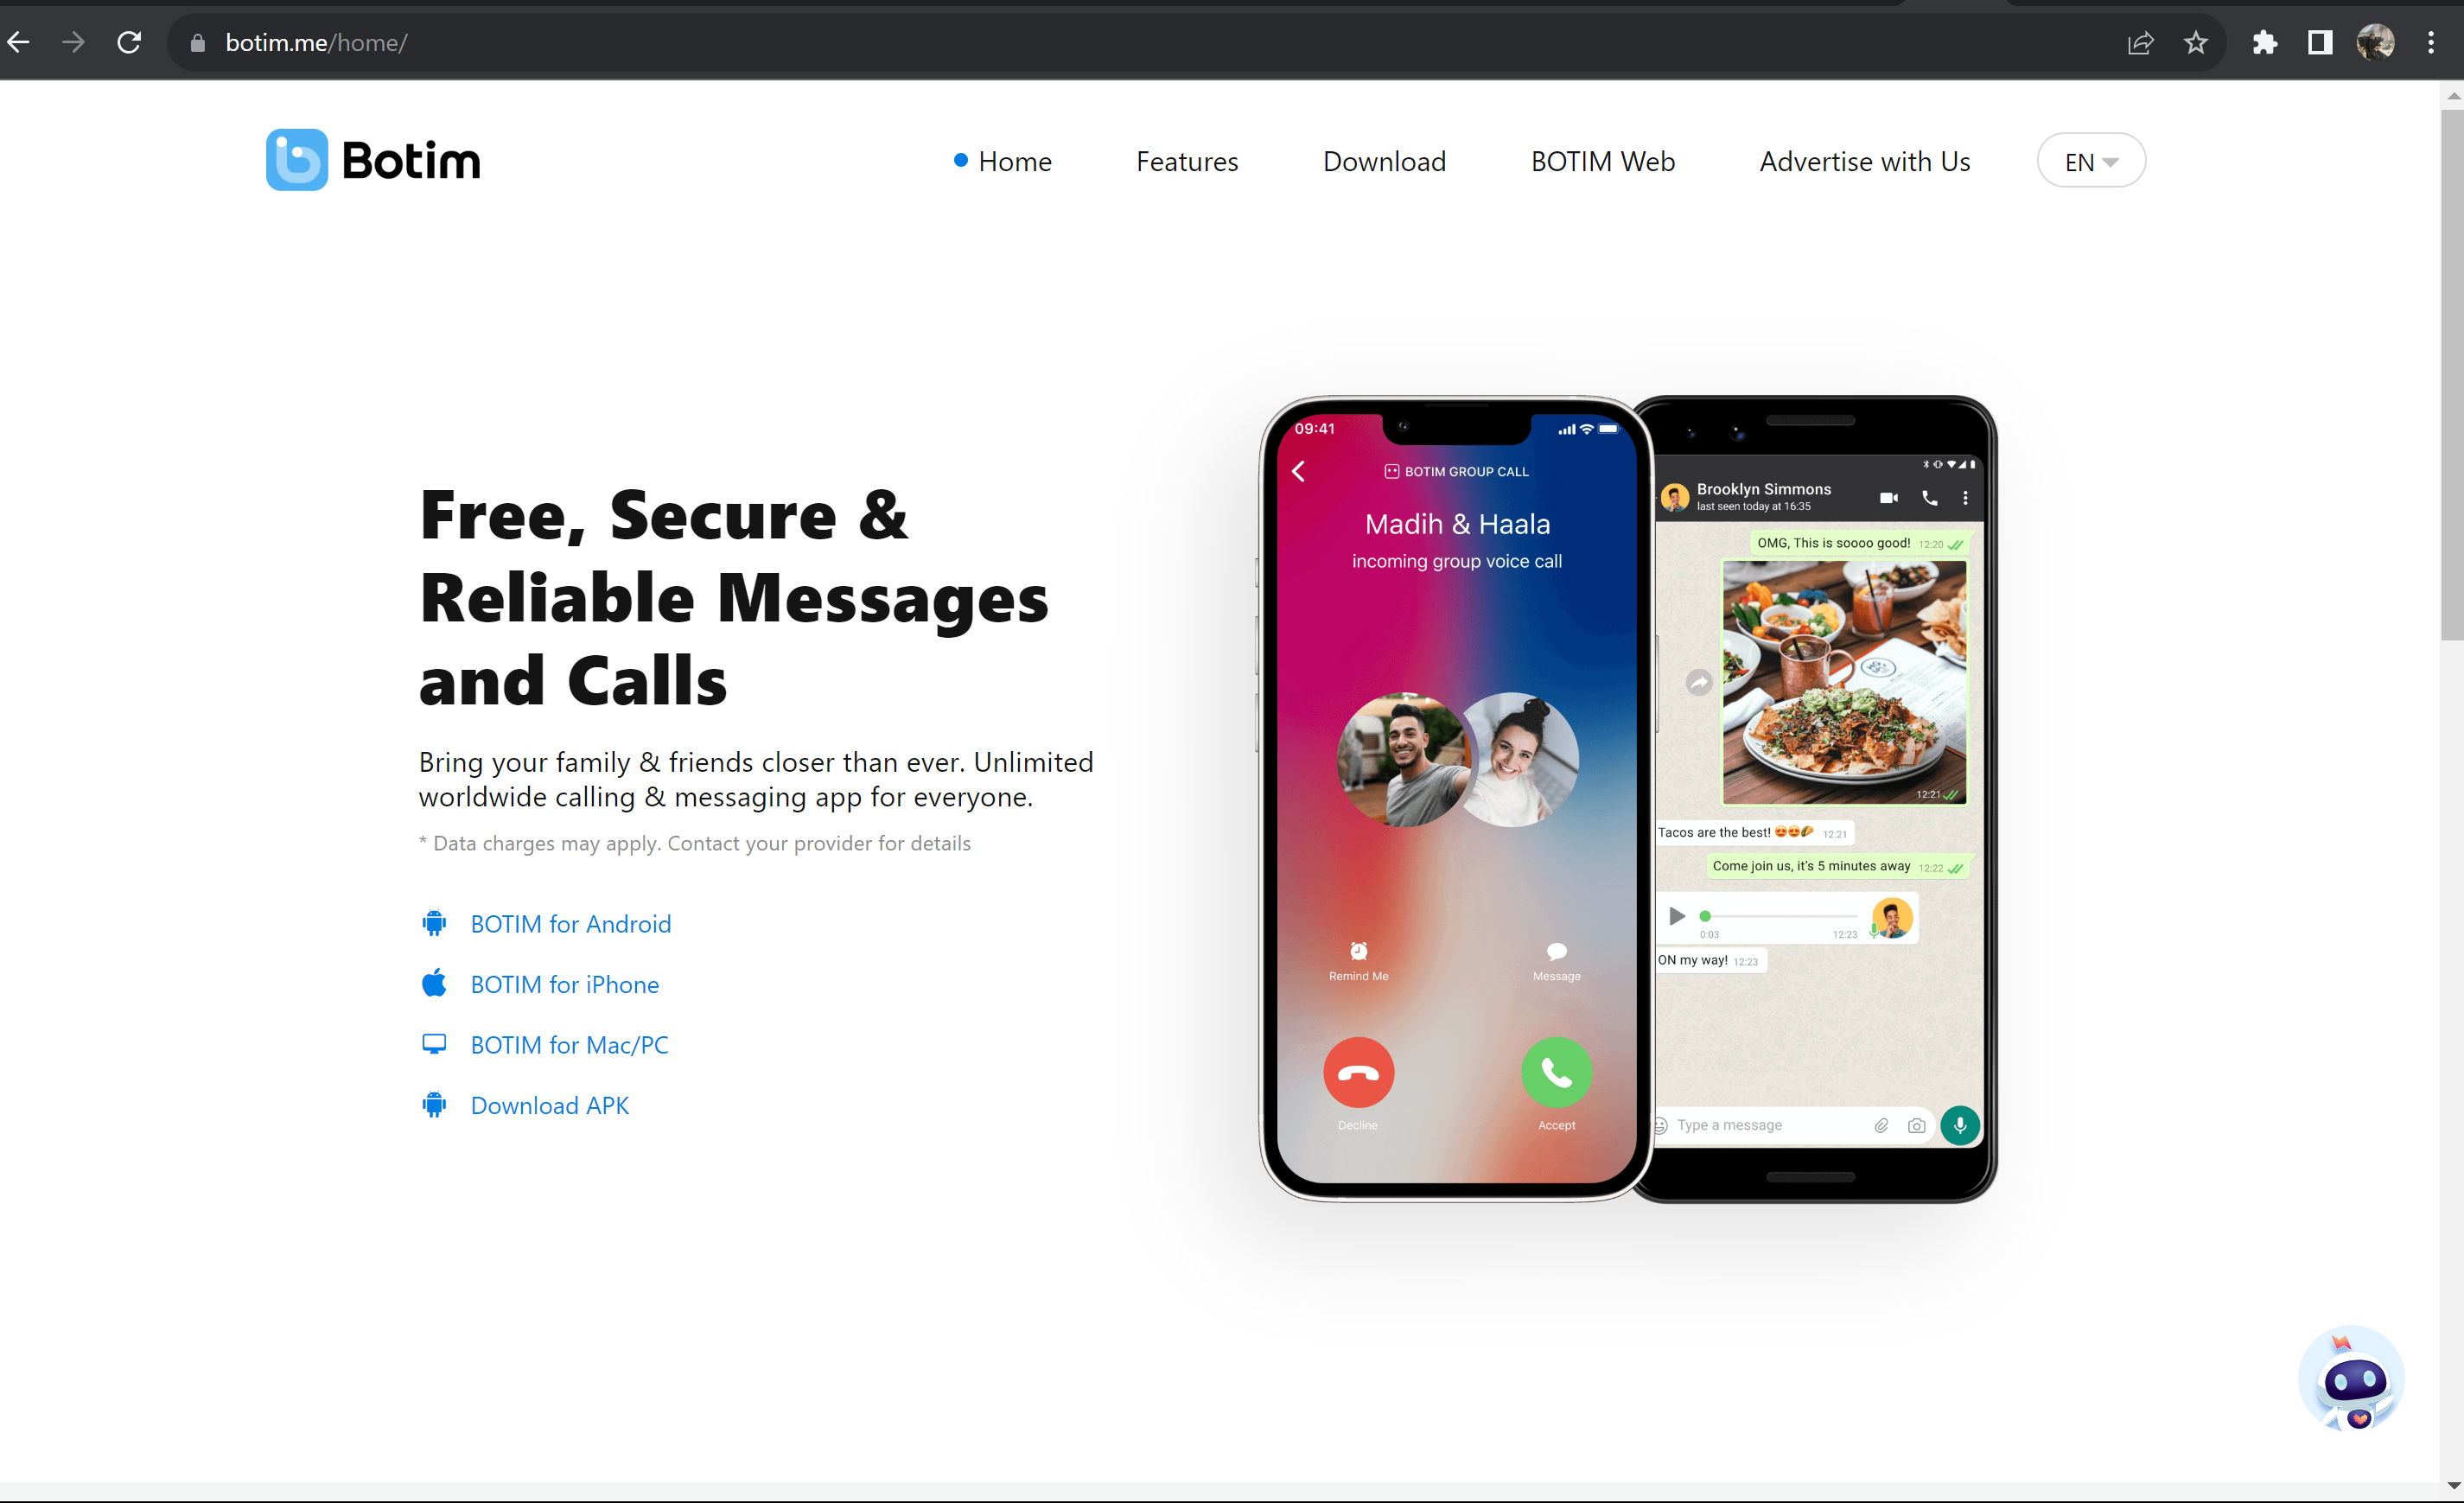 botim.me/home/
Botim
Home
Features
Download
BOTIM Web
Advertise with Us
EN
Free, Secure &
Reliable Messages
and Calls
Bring your family & friends closer than ever. Unlimited
worldwide calling & messaging app for everyone.
* Data charges may apply. Contact your provider for details
BOTIM for Android
BOTIM for iPhone
BOTIM for Mac/PC
Download APK
09:41
BOTIM GROUP CALL
Madih & Haala
incoming group voice call
Remind Me
Message
Decline
Accept
Brooklyn Simmons
last seen today at 16:35
OMG, This is soooo good! 12:20
12:21
Tacos are the best! 😍😍🌮 12:21
Come join us, it's 5 minutes away 12:22
0:03 12:23
ON my way! 12:23
Type a message